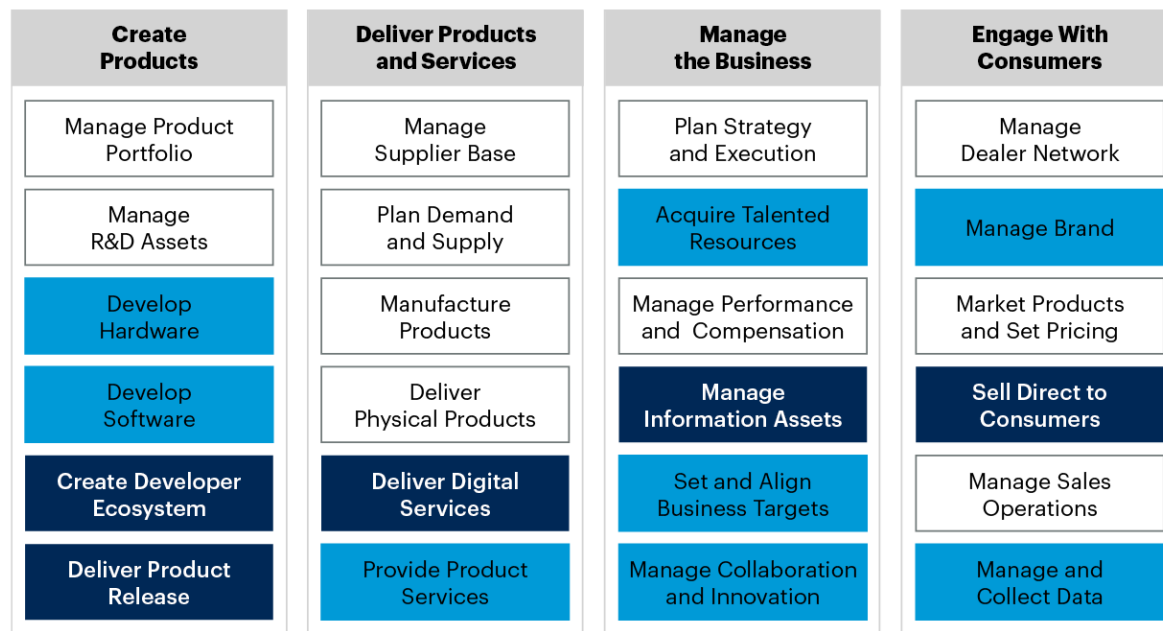 Create
Products
Manage Product
Portfolio
Manage
R&D Assets
Develop
Hardware
Develop
Software
Create Developer
Ecosystem
Deliver Product
Release
Deliver Products
and Services
Manage
Supplier Base
Plan Demand
and Supply
Manufacture
Products
Deliver
Physical Products
Deliver Digital
Services
Provide Product
Services
Manage
the Business
Plan Strategy
and Execution
Acquire Talented
Resources
Manage Performance
and Compensation
Manage
Information Assets
Set and Align
Business Targets
Manage Collaboration
and Innovation
Engage With
Consumers
Manage
Dealer Network
Manage Brand
Market Products
and Set Pricing
Sell Direct to
Consumers
Manage Sales
Operations
Manage and
Collect Data